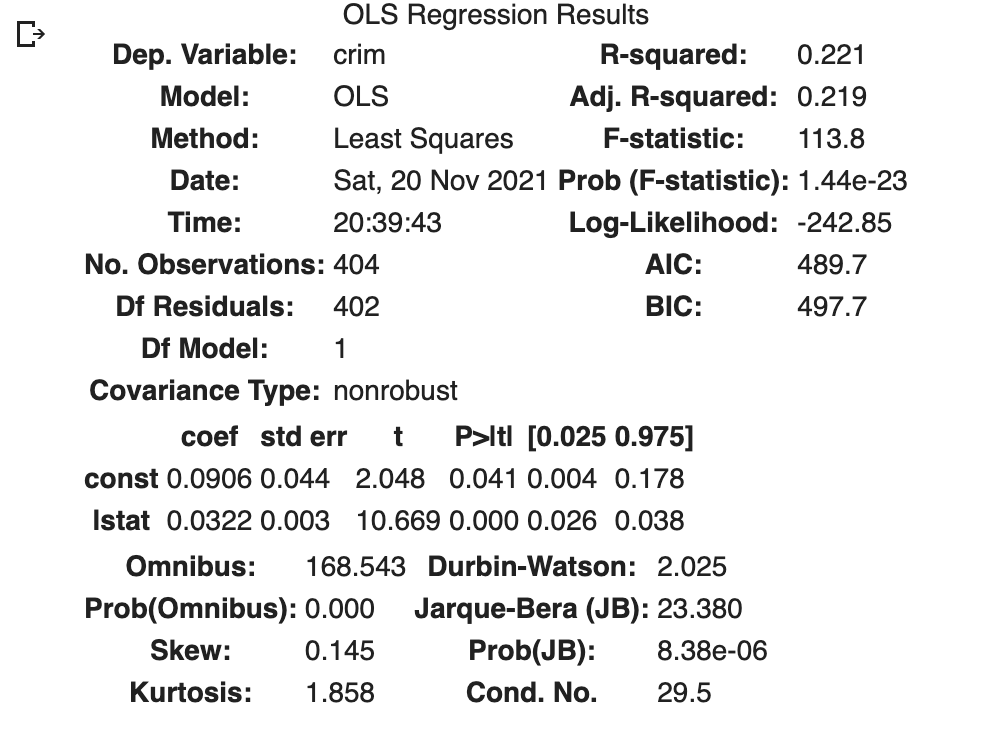 OLS Regression Results
Dep. Variable: crim R-squared: 0.221
Model: OLS Adj. R-squared: 0.219
Method: Least Squares F-statistic: 113.8
Date: Sat, 20 Nov 2021 Prob (F-statistic): 1.44e-23
Time: 20:39:43 Log-Likelihood: -242.85
No. Observations: 404 AIC: 489.7
Df Residuals: 402 BIC: 497.7
Df Model: 1
Covariance Type: nonrobust
coef std err t P>|t| [0.025 0.975]
const 0.0906 0.044 2.048 0.041 0.004 0.178
lstat 0.0322 0.003 10.669 0.000 0.026 0.038
Omnibus: 168.543 Durbin-Watson: 2.025
Prob(Omnibus): 0.000 Jarque-Bera (JB): 23.380
Skew: 0.145 Prob(JB): 8.38e-06
Kurtosis: 1.858 Cond. No. 29.5